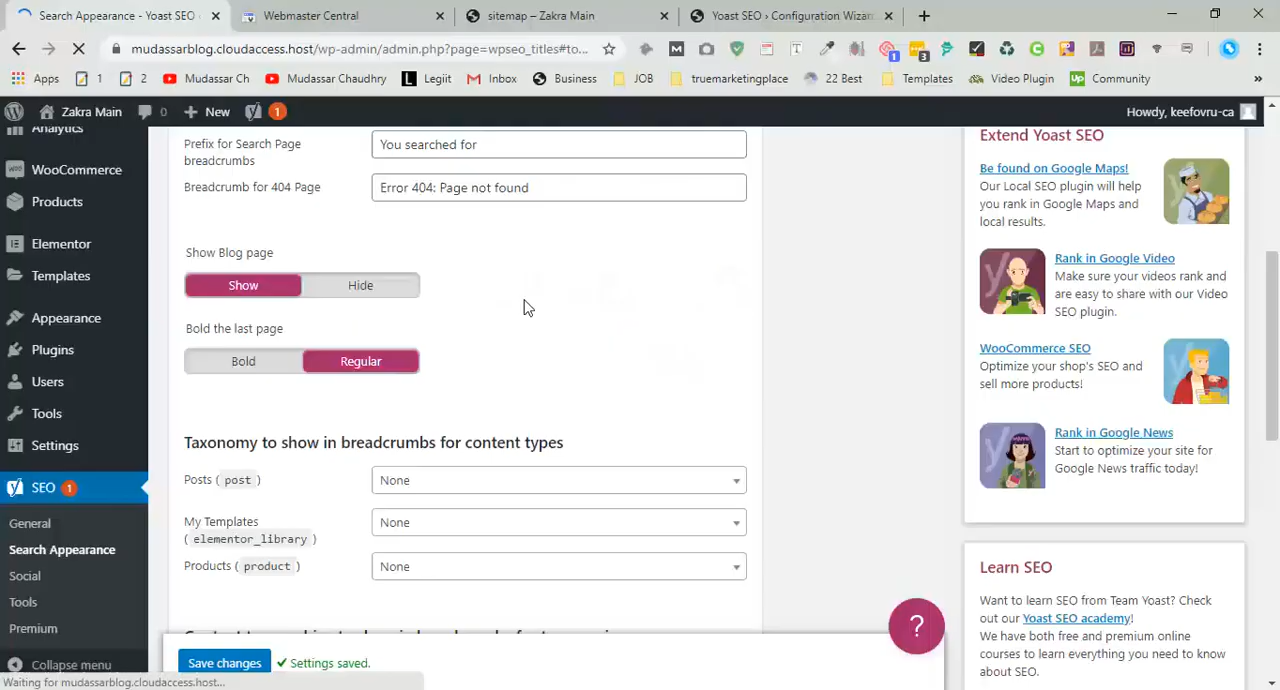 Search Appearance - Yoast SEO
Webmaster Central
sitemap – Zakra Main
Yoast SEO › Configuration Wizar
mudassarblog.cloudaccess.host/wp-admin/admin.php?page=wpseo_titles#to...
Apps
1
2
Mudassar Ch
Mudassar Chaudhry
Legit
Inbox
Business
JOB
truemarketingplace
22 Best
Templates
Video Plugin
Community
»
Zakra Main
0
New
1
Howdy, keefovru-ca
Analytics
WooCommerce
Products
Elementor
Templates
Appearance
Plugins
Users
Tools
Settings
SEO 1
General
Search Appearance
Social
Tools
Premium
Collapse menu
Prefix for Search Page
breadcrumbs
You searched for
Breadcrumb for 404 Page
Error 404: Page not found
Show Blog page
Show
Hide
Bold the last page
Bold
Regular
Taxonomy to show in breadcrumbs for content types
Posts ( post )
None
My Templates
( elementor_library )
None
Products ( product )
None
Save changes
Settings saved.
?
Waiting for mudassarblog.cloudaccess.host...
Extend Yoast SEO
Be found on Google Maps!
Our Local SEO plugin will help
you rank in Google Maps and
local results.
Rank in Google Video
Make sure your videos rank and
are easy to share with our Video
SEO plugin.
WooCommerce SEO
Optimize your shop's SEO and
sell more products!
Rank in Google News
Start to optimize your site for
Google News traffic today!
Learn SEO
Want to learn SEO from Team Yoast? Check
out our Yoast SEO academy!
We have both free and premium online
courses to learn everything you need to know
about SEO.